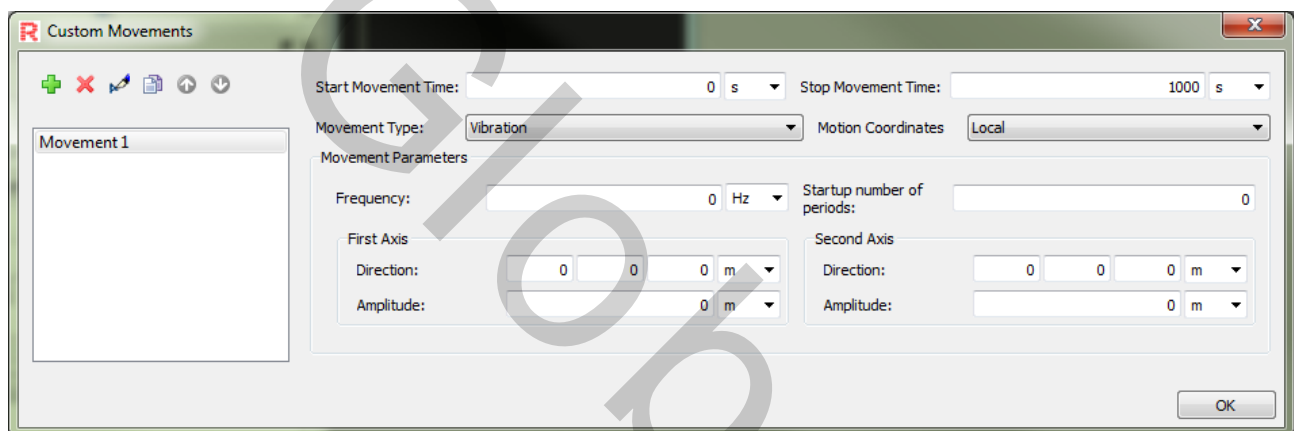 R Custom Movements
Start Movement Time: 0 s Stop Movement Time: 1000 s
Movement 1
Movement Type: Vibration Motion Coordinates Local
Movement Parameters
Frequency: 0 Hz Startup number of periods: 0
First Axis
Direction: 0 0 0 m
Amplitude: 0 m
Second Axis
Direction: 0 0 0 m
Amplitude: 0 m
OK
Glob